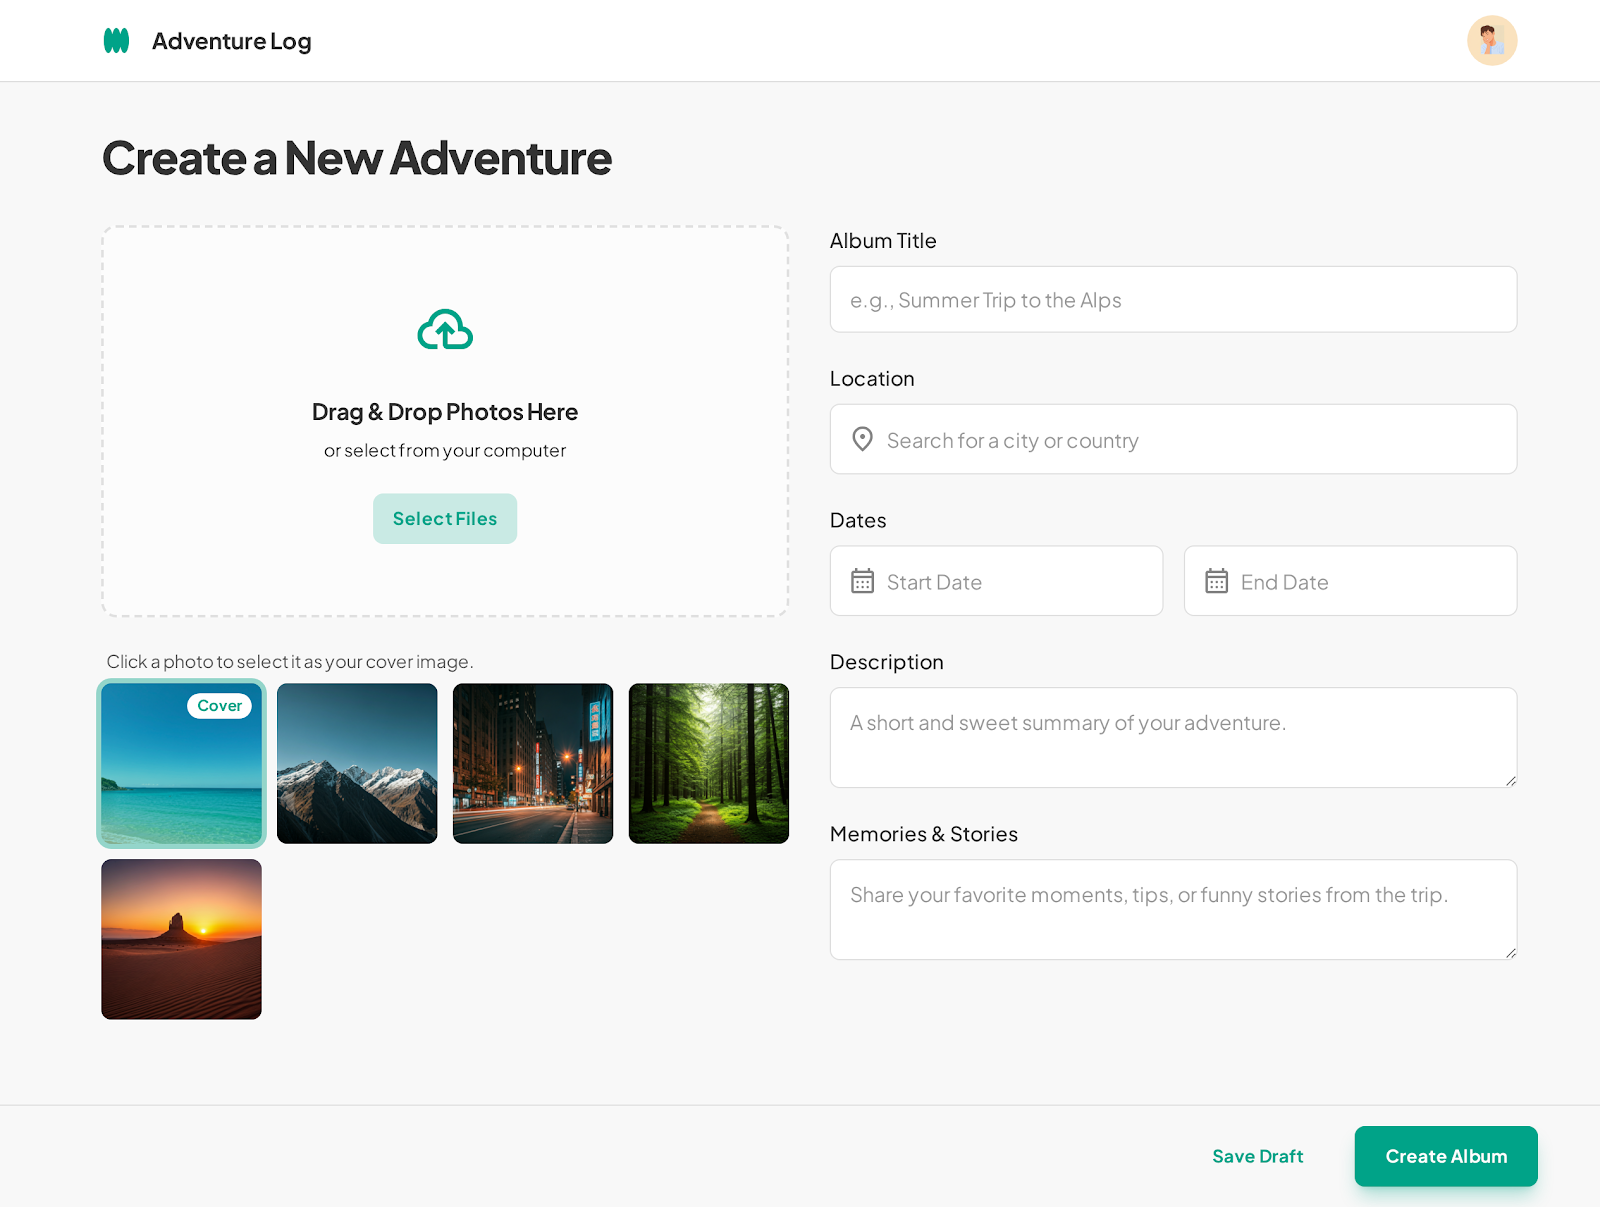 Adventure Log
Create a New Adventure
Drag & Drop Photos Here
or select from your computer
Select Files
Click a photo to select it as your cover image.
Cover
Album Title
e.g., Summer Trip to the Alps
Location
Search for a city or country
Dates
Start Date
End Date
Description
A short and sweet summary of your adventure.
Memories & Stories
Share your favorite moments, tips, or funny stories from the trip.
Save Draft
Create Album